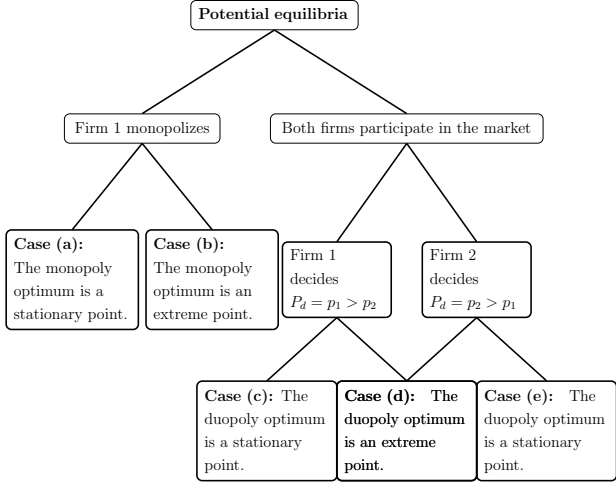 Potential equilibria
Firm 1 monopolizes
Both firms participate in the market
Case (a):
The monopoly
optimum is a
stationary point.
Case (b):
The monopoly
optimum is an
extreme point.
Firm 1
decides
P_d = p_1 > p_2
Firm 2
decides
P_d = p_2 > p_1
Case (c): The
duopoly optimum
is a stationary
point.
Case (d): The
duopoly optimum
is an extreme
point.
Case (e): The
duopoly optimum
is a stationary
point.